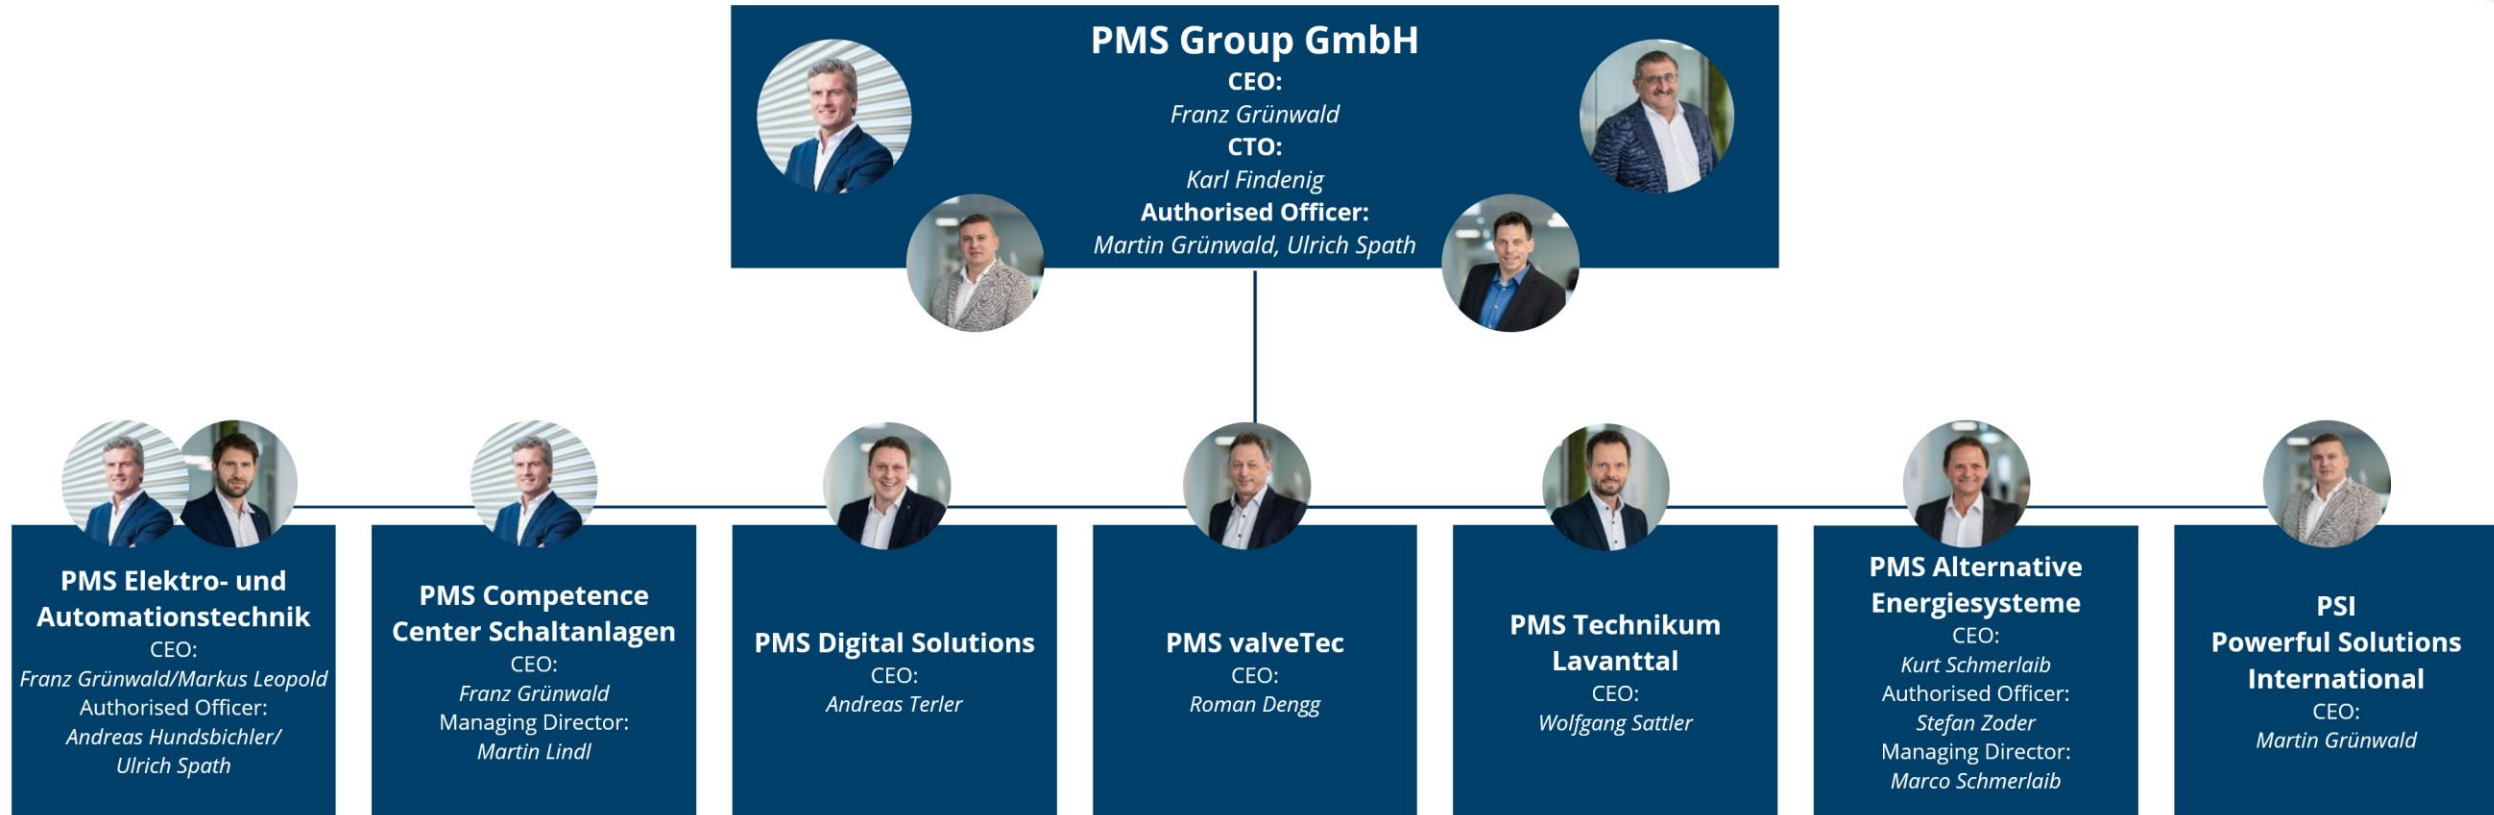 PMS Group GmbH
CEO:
Franz Grünwald
CTO:
Karl Findenig
Authorised Officer:
Martin Grünwald, Ulrich Spath
PMS Elektro- und
Automationstechnik
CEO:
Franz Grünwald/Markus Leopold
Authorised Officer:
Andreas Hundsbichler/
Ulrich Spath
PMS Competence
Center Schaltanlagen
CEO:
Franz Grünwald
Managing Director:
Martin Lindl
PMS Digital Solutions
CEO:
Andreas Terler
PMS valveTec
CEO:
Roman Dengg
PMS Technikum
Lavanttal
CEO:
Wolfgang Sattler
PMS Alternative
Energiesysteme
CEO:
Kurt Schmerlaib
Authorised Officer:
Stefan Zoder
Managing Director:
Marco Schmerlaib
PSI
Powerful Solutions
International
CEO:
Martin Grünwald